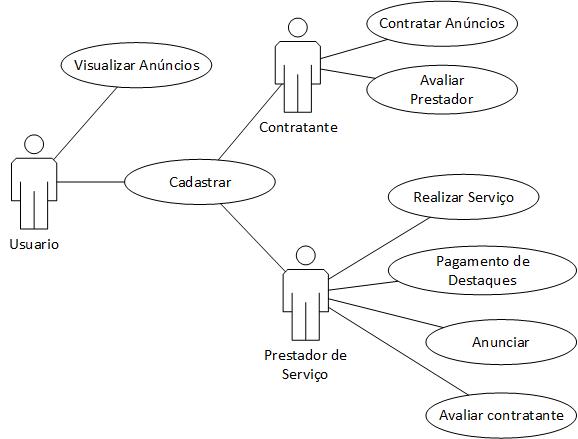 Contratar Anúncios
Visualizar Anúncios
Avaliar
Prestador
Contratante
Cadastrar
Realizar Serviço
Usuario
Pagamento de
Destaques
Anunciar
Prestador de
Serviço
Avaliar contratante